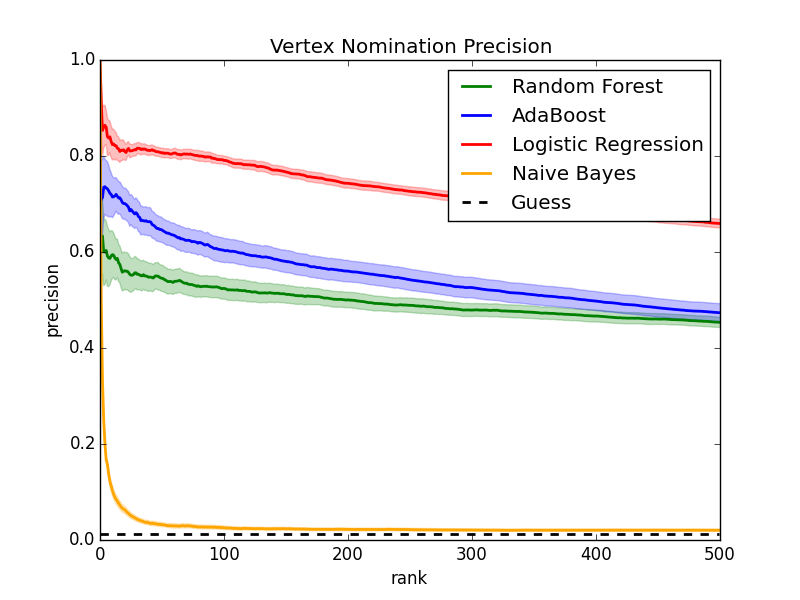 Vertex Nomination Precision
1.0
0.8
0.6
0.4
0.2
0.0
precision
Random Forest
AdaBoost
Logistic Regression
Naive Bayes
Guess
0 100 200 300 400 500
rank